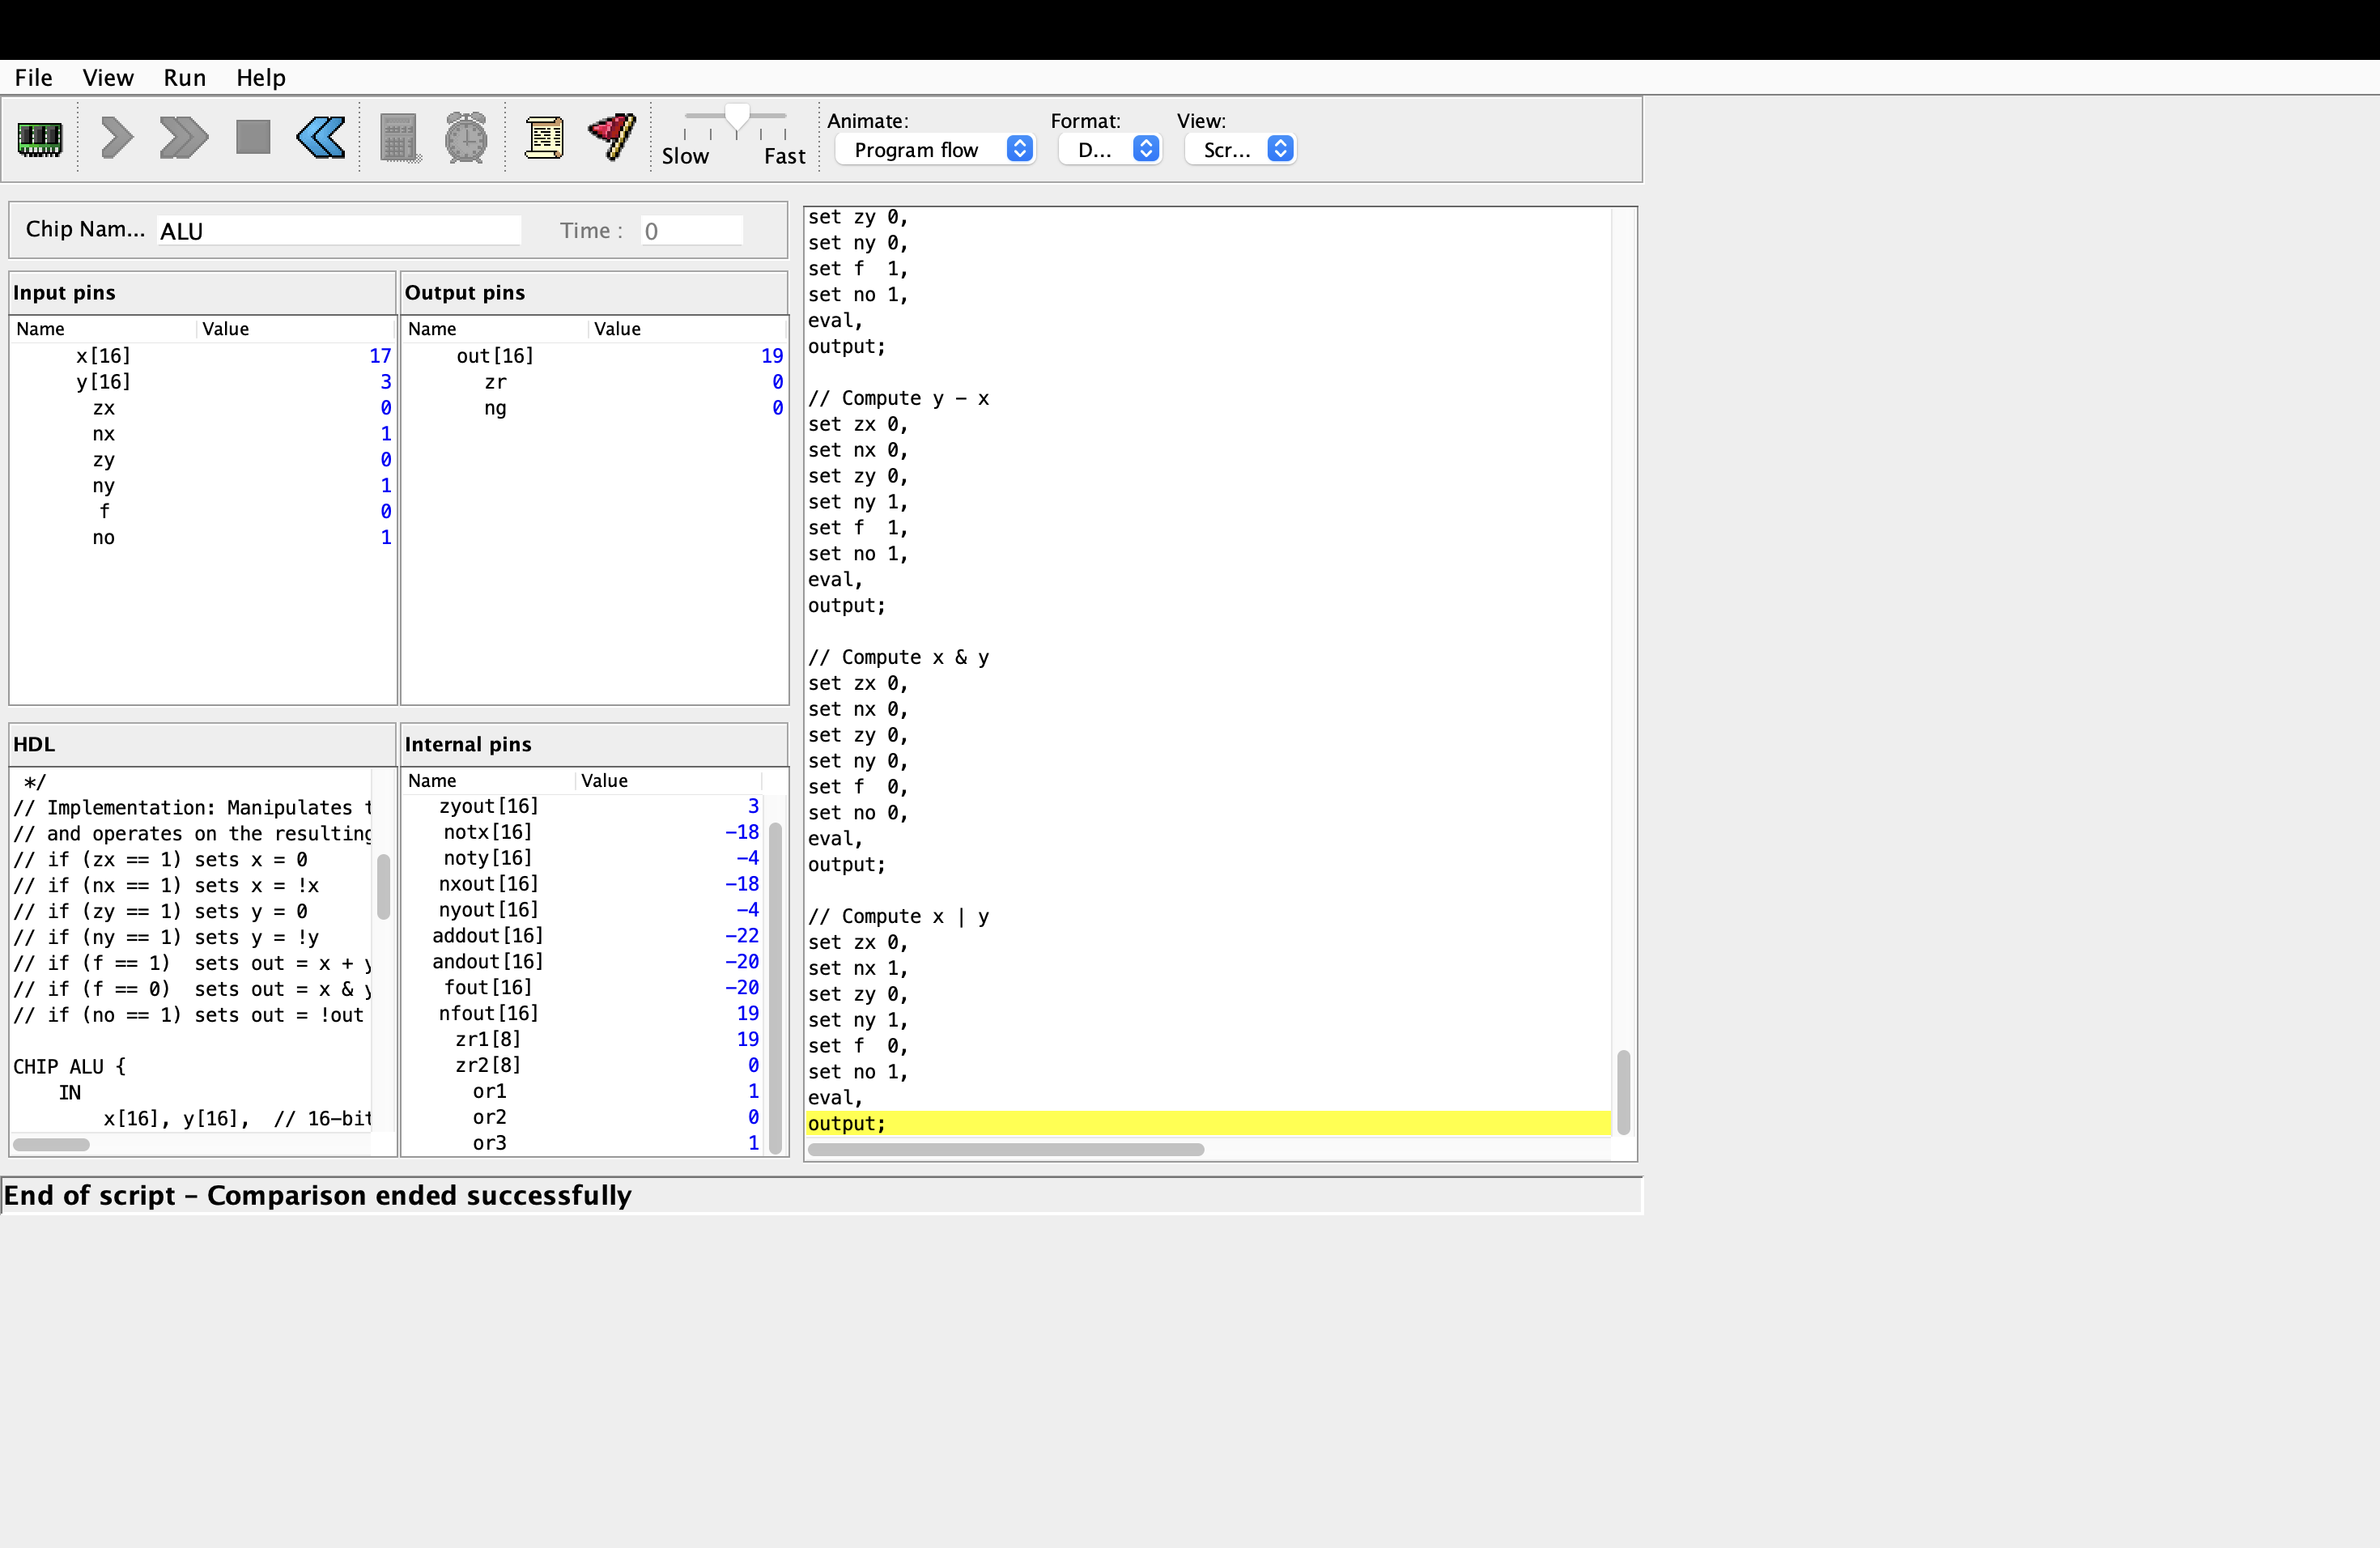 File View Run Help
Animate: Format: View:
Slow Fast Program flow D... Scr...
Chip Nam... ALU Time : 0
Input pins
Name Value
x[16] 17
y[16] 3
zx 0
nx 1
zy 0
ny 1
f 0
no 1
Output pins
Name Value
out[16] 19
zr 0
ng 0
HDL
*/
// Implementation: Manipulates t
// and operates on the resulting
// if (zx == 1) sets x = 0
// if (nx == 1) sets x = !x
// if (zy == 1) sets y = 0
// if (ny == 1) sets y = !y
// if (f == 1)  sets out = x + y
// if (f == 0)  sets out = x & y
// if (no == 1) sets out = !out
CHIP ALU {
IN
x[16], y[16],  // 16-bit
Internal pins
Name Value
zyout[16] 3
notx[16] -18
noty[16] -4
nxout[16] -18
nyout[16] -4
addout[16] -22
andout[16] -20
fout[16] -20
nfout[16] 19
zr1[8] 19
zr2[8] 0
or1 1
or2 0
or3 1
set zy 0,
set ny 0,
set f  1,
set no 1,
eval,
output;
// Compute y - x
set zx 0,
set nx 0,
set zy 0,
set ny 1,
set f  1,
set no 1,
eval,
output;
// Compute x & y
set zx 0,
set nx 0,
set zy 0,
set ny 0,
set f  0,
set no 0,
eval,
output;
// Compute x | y
set zx 0,
set nx 1,
set zy 0,
set ny 1,
set f  0,
set no 1,
eval,
output;
End of script - Comparison ended successfully